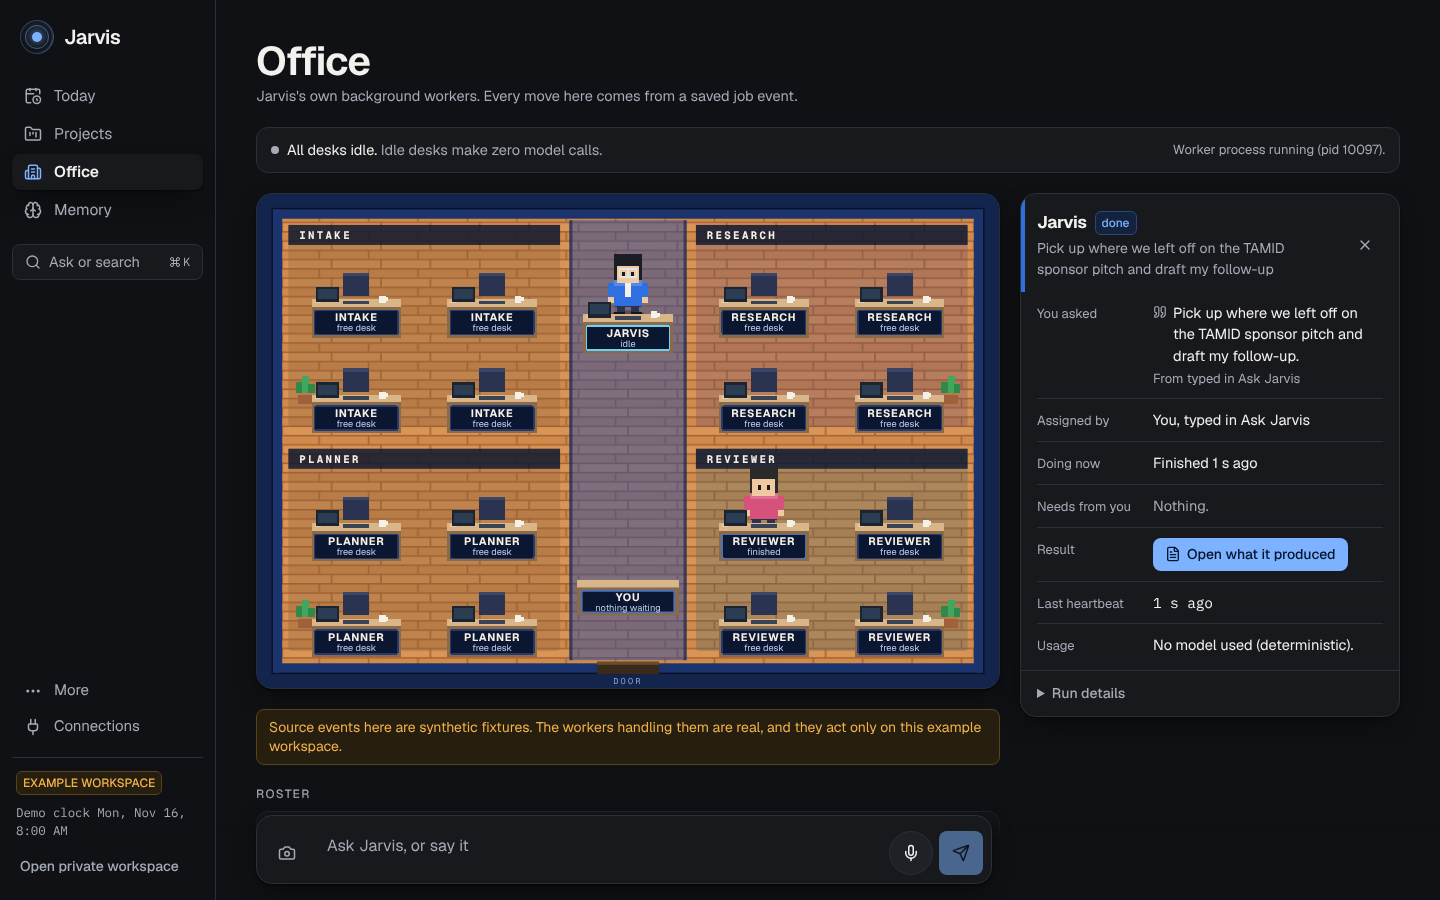 Jarvis
Today
Projects
Office
Memory
Ask or search ⌘K
More
Connections
EXAMPLE WORKSPACE
Demo clock Mon, Nov 16,
8:00 AM
Open private workspace
Office
Jarvis's own background workers. Every move here comes from a saved job event.
All desks idle. Idle desks make zero model calls.
Worker process running (pid 10097).
INTAKE
INTAKE
free desk
INTAKE
free desk
INTAKE
free desk
INTAKE
free desk
JARVIS
idle
RESEARCH
RESEARCH
free desk
RESEARCH
free desk
RESEARCH
free desk
RESEARCH
free desk
PLANNER
PLANNER
free desk
PLANNER
free desk
PLANNER
free desk
PLANNER
free desk
YOU
nothing waiting
REVIEWER
REVIEWER
finished
REVIEWER
free desk
REVIEWER
free desk
REVIEWER
free desk
DOOR
Source events here are synthetic fixtures. The workers handling them are real, and they act only on this example
workspace.
ROSTER
Ask Jarvis, or say it
Jarvis done
Pick up where we left off on the TAMID
sponsor pitch and draft my follow-up
You asked
Pick up where we left off on
the TAMID sponsor pitch and
draft my follow-up.
From typed in Ask Jarvis
Assigned by You, typed in Ask Jarvis
Doing now Finished 1 s ago
Needs from you Nothing.
Result Open what it produced
Last heartbeat 1 s ago
Usage No model used (deterministic).
Run details